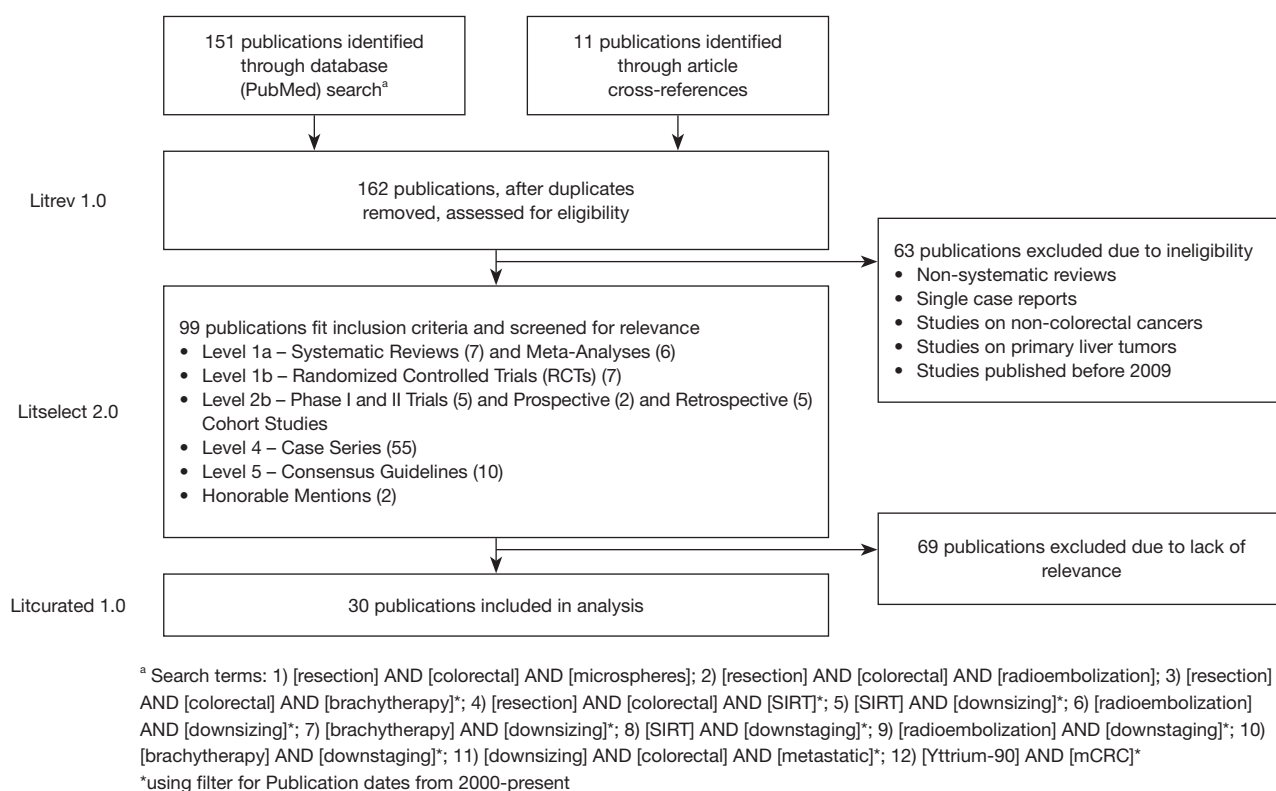 151 publications identified
through database
(PubMed) searchᵃ
11 publications identified
through article
cross-references
Litrev 1.0
162 publications, after duplicates
removed, assessed for eligibility
63 publications excluded due to ineligibility
• Non-systematic reviews
• Single case reports
• Studies on non-colorectal cancers
• Studies on primary liver tumors
• Studies published before 2009
Litselect 2.0
99 publications fit inclusion criteria and screened for relevance
• Level 1a – Systematic Reviews (7) and Meta-Analyses (6)
• Level 1b – Randomized Controlled Trials (RCTs) (7)
• Level 2b – Phase I and II Trials (5) and Prospective (2) and Retrospective (5)
Cohort Studies
• Level 4 – Case Series (55)
• Level 5 – Consensus Guidelines (10)
• Honorable Mentions (2)
69 publications excluded due to lack of
relevance
Litcurated 1.0
30 publications included in analysis
ᵃ Search terms: 1) [resection] AND [colorectal] AND [microspheres]; 2) [resection] AND [colorectal] AND [radioembolization]; 3) [resection]
AND [colorectal] AND [brachytherapy]*; 4) [resection] AND [colorectal] AND [SIRT]*; 5) [SIRT] AND [downsizing]*; 6) [radioembolization]
AND [downsizing]*; 7) [brachytherapy] AND [downsizing]*; 8) [SIRT] AND [downstaging]*; 9) [radioembolization] AND [downstaging]*; 10)
[brachytherapy] AND [downstaging]*; 11) [downsizing] AND [colorectal] AND [metastatic]*; 12) [Yttrium-90] AND [mCRC]*
*using filter for Publication dates from 2000-present